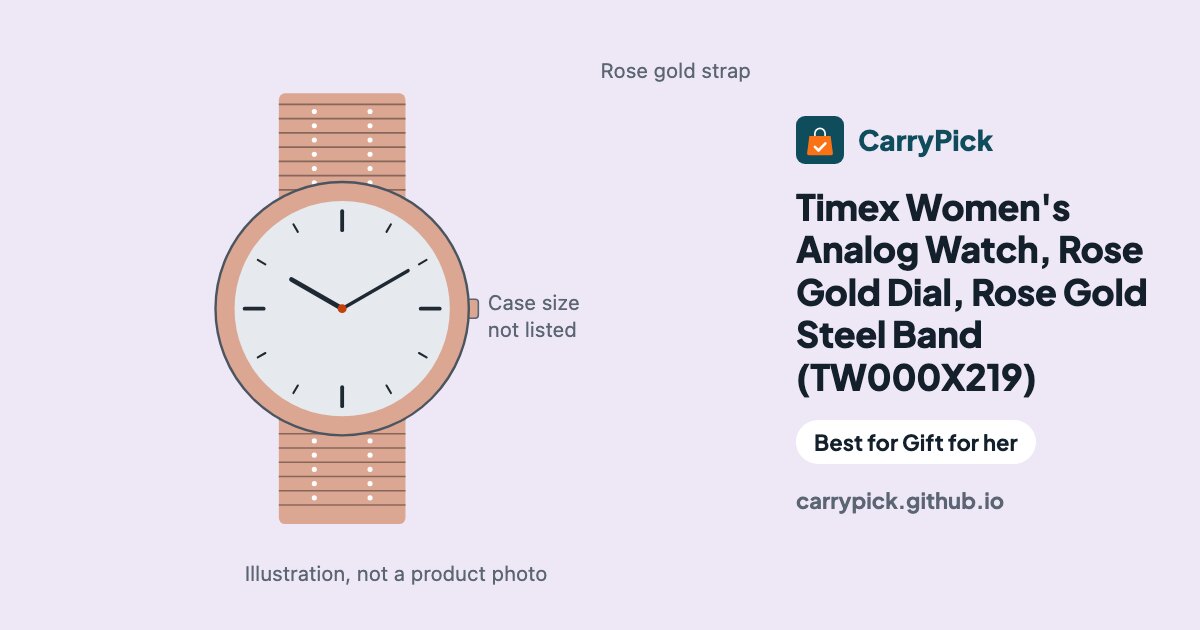 Rose gold strap
Case size
not listed
Illustration, not a product photo
CarryPick
Timex Women's
Analog Watch, Rose
Gold Dial, Rose Gold
Steel Band
(TW000X219)
Best for Gift for her
carrypick.github.io